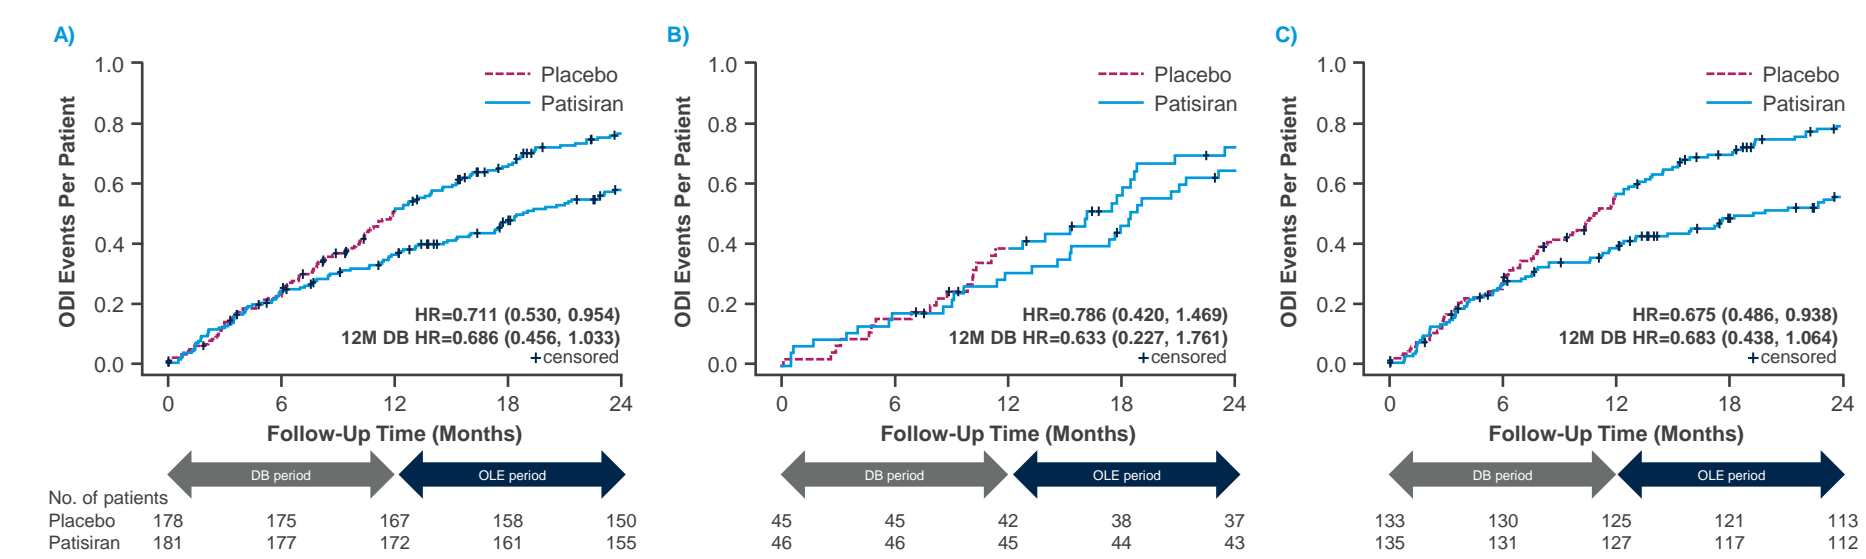 A)
1.0
0.8
0.6
0.4
0.2
0.0
ODI Events Per Patient
Placebo
Patisiran
HR=0.711 (0.530, 0.954)
12M DB HR=0.686 (0.456, 1.033)
+censored
0 6 12 18 24
Follow-Up Time (Months)
DB period
OLE period
No. of patients
Placebo 178 175 167 158 150
Patisiran 181 177 172 161 155
B)
1.0
0.8
0.6
0.4
0.2
0.0
ODI Events Per Patient
Placebo
Patisiran
HR=0.786 (0.420, 1.469)
12M DB HR=0.633 (0.227, 1.761)
+censored
0 6 12 18 24
Follow-Up Time (Months)
DB period
OLE period
45 45 42 38 37
46 46 45 44 43
C)
1.0
0.8
0.6
0.4
0.2
0.0
ODI Events Per Patient
Placebo
Patisiran
HR=0.675 (0.486, 0.938)
12M DB HR=0.683 (0.438, 1.064)
+censored
0 6 12 18 24
Follow-Up Time (Months)
DB period
OLE period
133 130 125 121 113
135 131 127 117 112